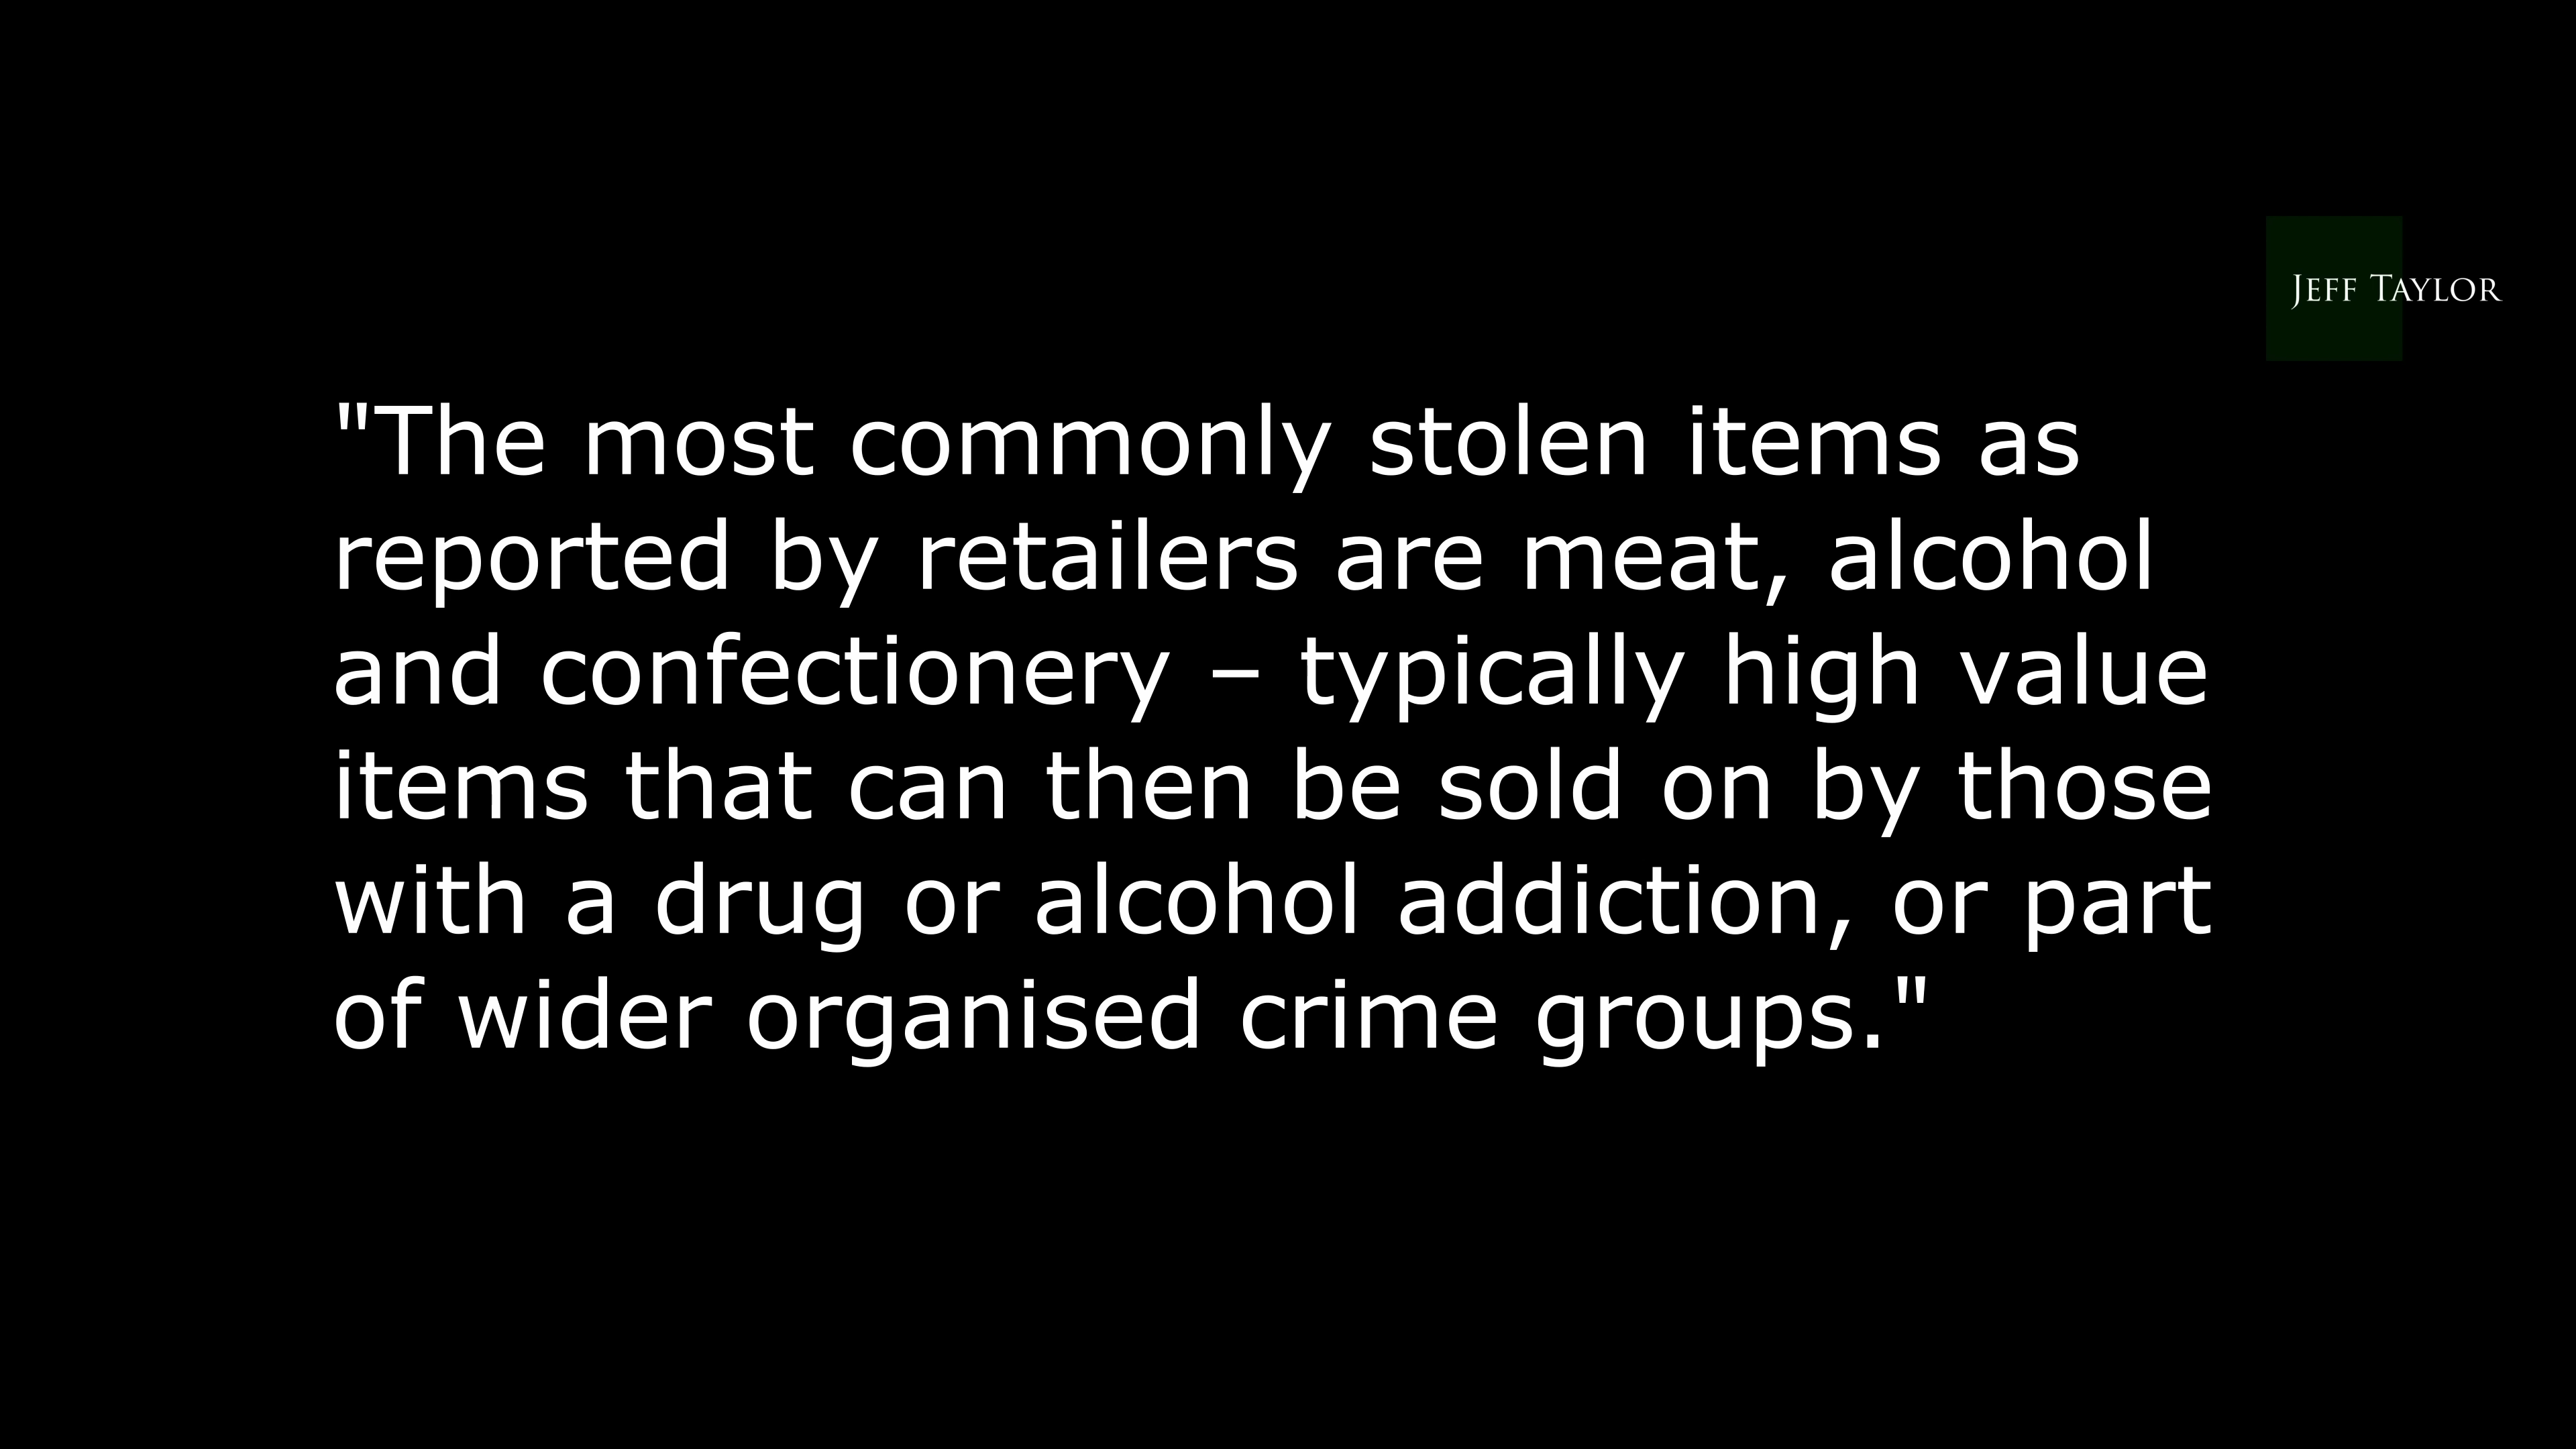 Jeff Taylor
"The most commonly stolen items as
reported by retailers are meat, alcohol
and confectionery – typically high value
items that can then be sold on by those
with a drug or alcohol addiction, or part
of wider organised crime groups."